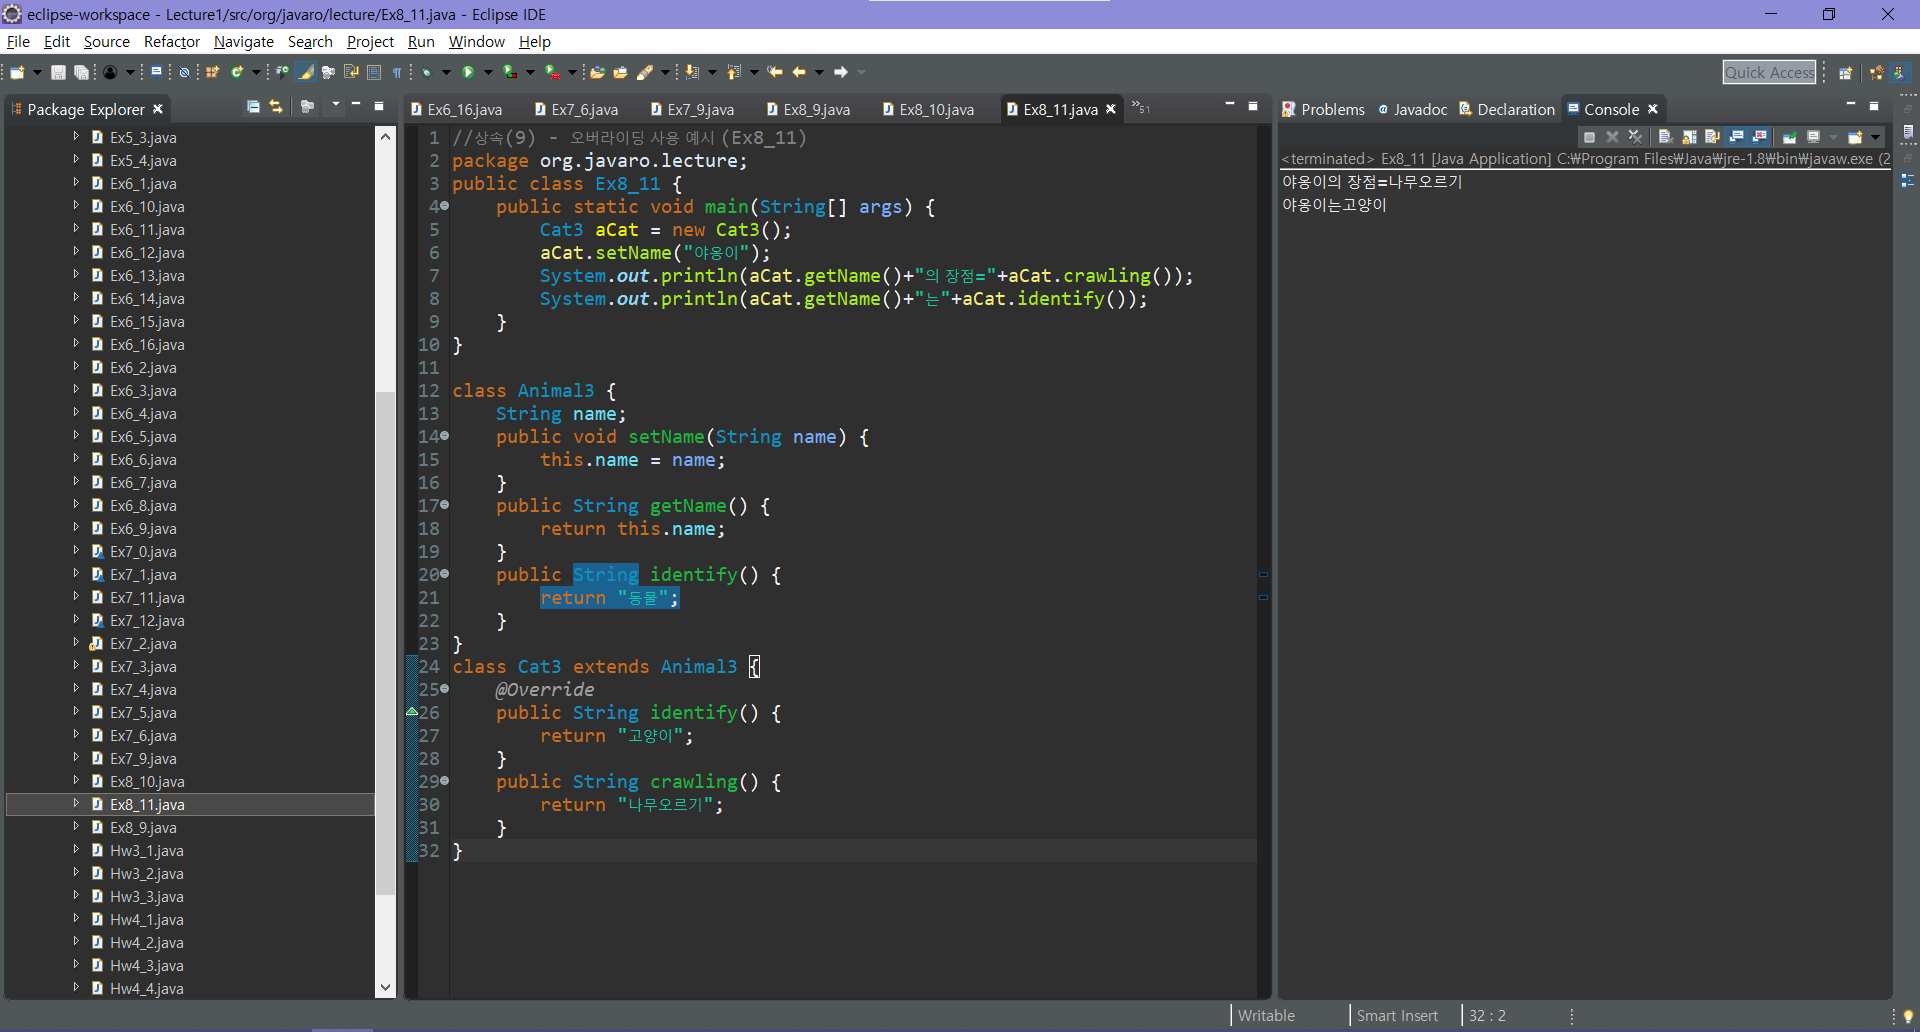 eclipse-workspace - Lecture1/src/org/javaro/lecture/Ex8_11.java - Eclipse IDE
File Edit Source Refactor Navigate Search Project Run Window Help
Quick Access
Package Explorer
Ex5_3.java
Ex5_4.java
Ex6_1.java
Ex6_10.java
Ex6_11.java
Ex6_12.java
Ex6_13.java
Ex6_14.java
Ex6_15.java
Ex6_16.java
Ex6_2.java
Ex6_3.java
Ex6_4.java
Ex6_5.java
Ex6_6.java
Ex6_7.java
Ex6_8.java
Ex6_9.java
Ex7_0.java
Ex7_1.java
Ex7_11.java
Ex7_12.java
Ex7_2.java
Ex7_3.java
Ex7_4.java
Ex7_5.java
Ex7_6.java
Ex7_9.java
Ex8_10.java
Ex8_11.java
Ex8_9.java
Hw3_1.java
Hw3_2.java
Hw3_3.java
Hw4_1.java
Hw4_2.java
Hw4_3.java
Hw4_4.java
Ex6_16.java Ex7_6.java Ex7_9.java Ex8_9.java Ex8_10.java Ex8_11.java »51
1 //상속(9) - 오버라이딩 사용 예시 (Ex8_11)
2 package org.javaro.lecture;
3 public class Ex8_11 {
4 public static void main(String[] args) {
5 Cat3 aCat = new Cat3();
6 aCat.setName("야옹이");
7 System.out.println(aCat.getName()+"의 장점="+aCat.crawling());
8 System.out.println(aCat.getName()+"는"+aCat.identify());
9 }
10 }
11
12 class Animal3 {
13 String name;
14 public void setName(String name) {
15 this.name = name;
16 }
17 public String getName() {
18 return this.name;
19 }
20 public String identify() {
21 return "동물";
22 }
23 }
24 class Cat3 extends Animal3 {
25 @Override
26 public String identify() {
27 return "고양이";
28 }
29 public String crawling() {
30 return "나무오르기";
31 }
32 }
Problems @ Javadoc Declaration Console
<terminated> Ex8_11 [Java Application] C:₩Program Files₩Java₩jre-1.8₩bin₩javaw.exe (2
야옹이의 장점=나무오르기
야옹이는고양이
Writable Smart Insert 32 : 2